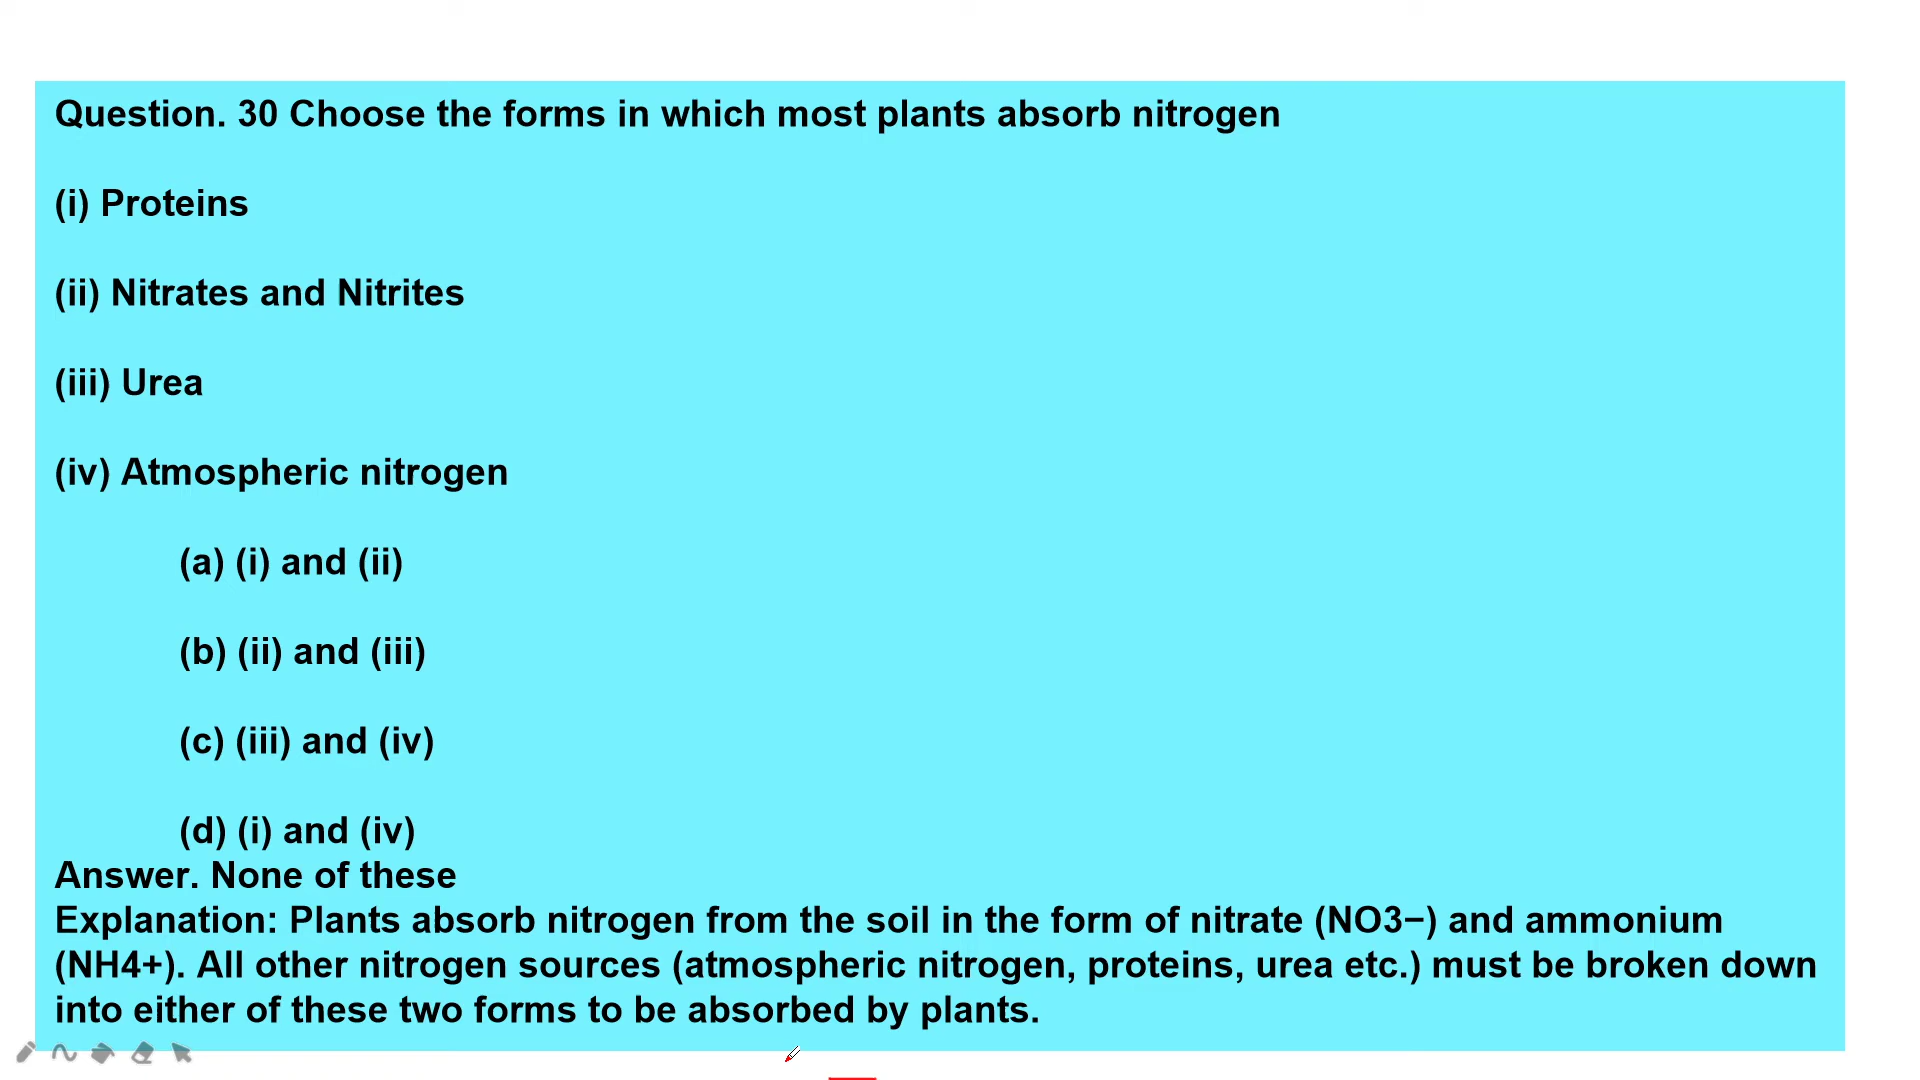 Question. 30 Choose the forms in which most plants absorb nitrogen
(i) Proteins
(ii) Nitrates and Nitrites
(iii) Urea
(iv) Atmospheric nitrogen
(a) (i) and (ii)
(b) (ii) and (iii)
(c) (iii) and (iv)
(d) (i) and (iv)
Answer. None of these
Explanation: Plants absorb nitrogen from the soil in the form of nitrate (NO3−) and ammonium
(NH4+). All other nitrogen sources (atmospheric nitrogen, proteins, urea etc.) must be broken down
into either of these two forms to be absorbed by plants.